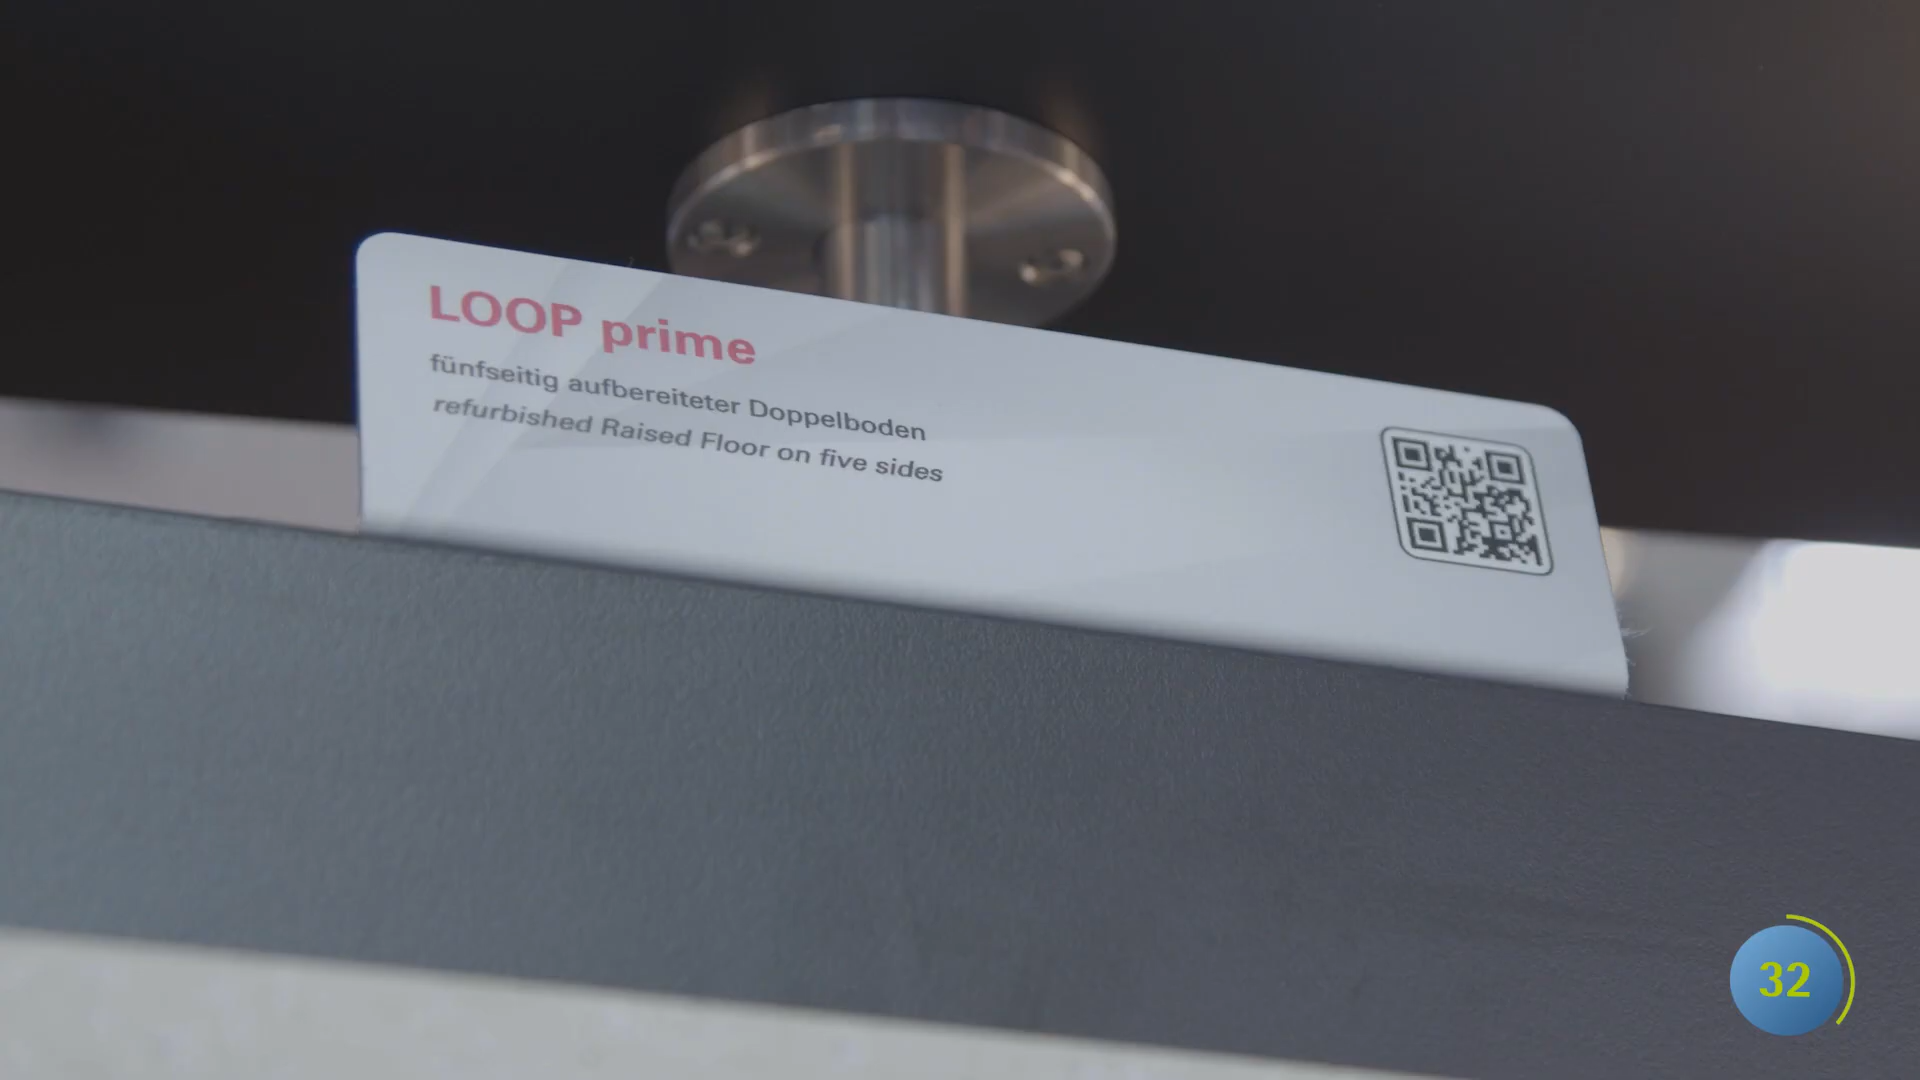 LOOP prime
fünfseitig aufbereiteter Doppelboden
refurbished Raised Floor on five sides
32